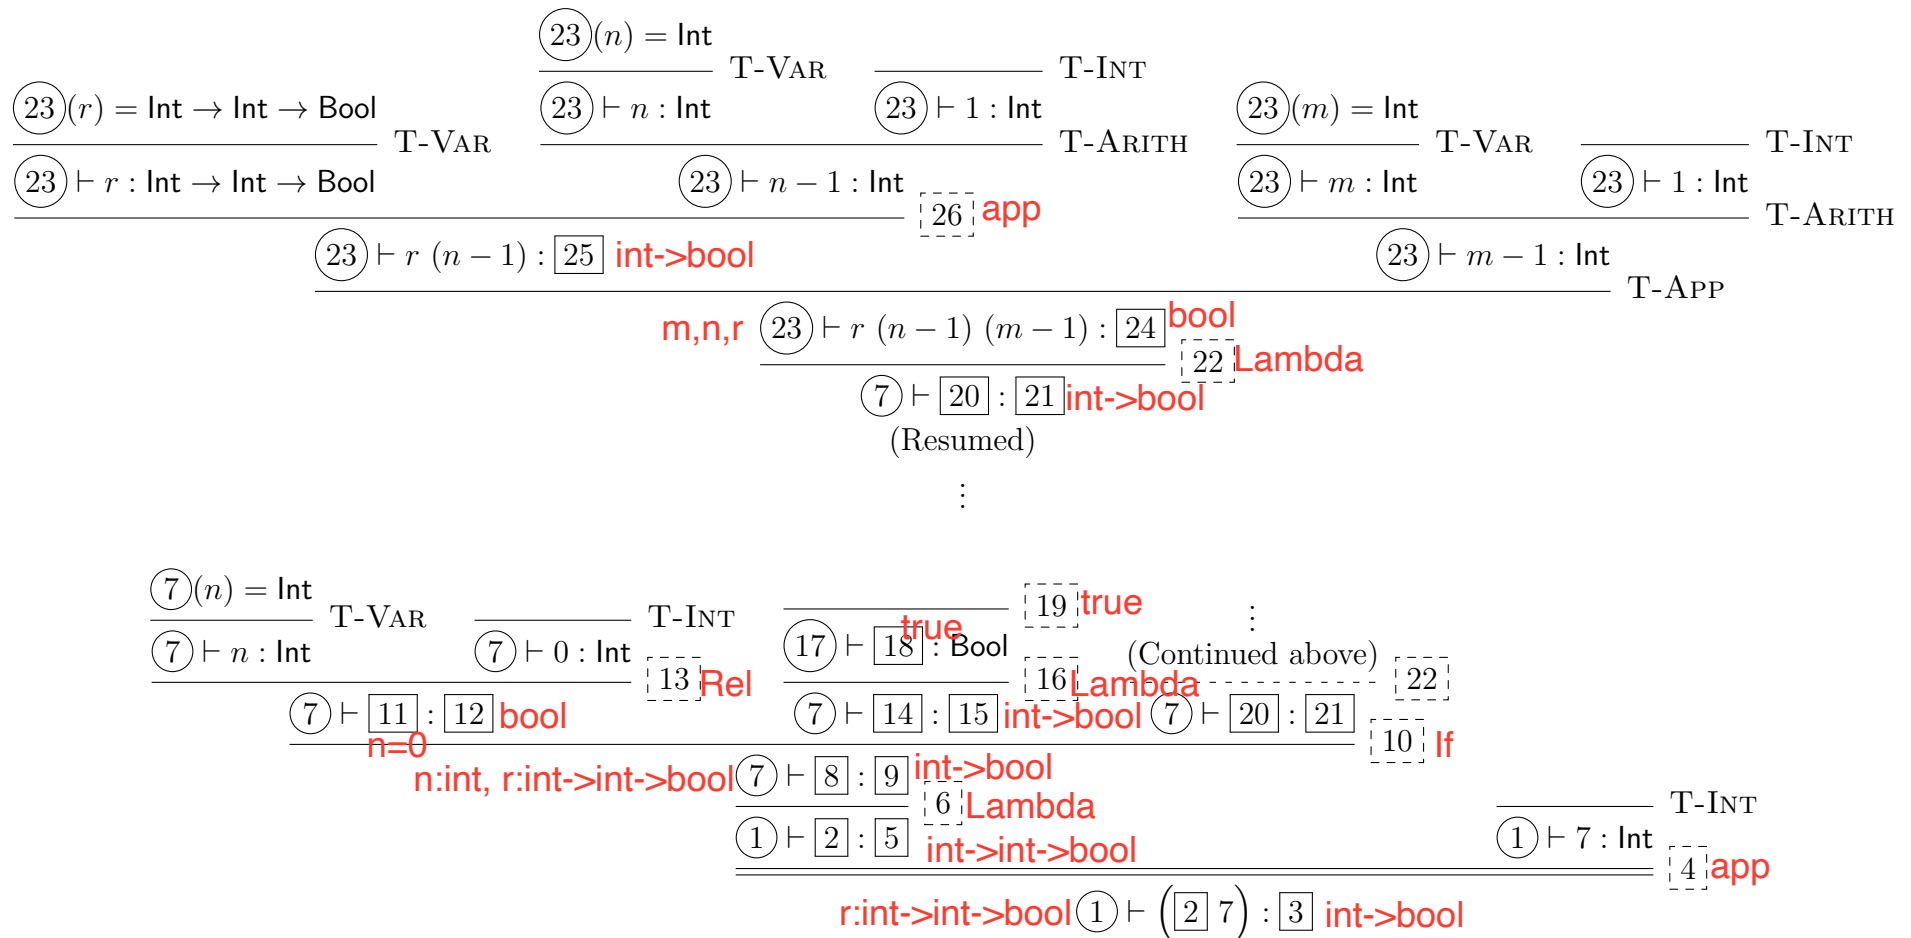 23(n) = Int
T-VAR
T-INT
23(r) = Int → Int → Bool
23 ⊢ n : Int
23 ⊢ 1 : Int
23(m) = Int
T-VAR
T-ARITH
T-VAR
T-INT
23 ⊢ r : Int → Int → Bool
23 ⊢ n − 1 : Int
23 ⊢ m : Int
23 ⊢ 1 : Int
26 app
T-ARITH
23 ⊢ r (n − 1) : 25 int->bool
23 ⊢ m − 1 : Int
T-APP
m,n,r 23 ⊢ r (n − 1) (m − 1) : 24 bool
22 Lambda
7 ⊢ 20 : 21 int->bool
(Resumed)
⋮
7(n) = Int
T-VAR
T-INT
19 true
⋮
true
7 ⊢ n : Int
7 ⊢ 0 : Int
17 ⊢ 18 : Bool
(Continued above)
13 Rel
16 Lambda
22
7 ⊢ 11 : 12 bool
7 ⊢ 14 : 15 int->bool
7 ⊢ 20 : 21
n=0
10 If
n:int, r:int->int->bool 7 ⊢ 8 : 9 int->bool
6 Lambda
T-INT
1 ⊢ 2 : 5 int->int->bool
1 ⊢ 7 : Int
4 app
r:int->int->bool 1 ⊢ (2 7) : 3 int->bool